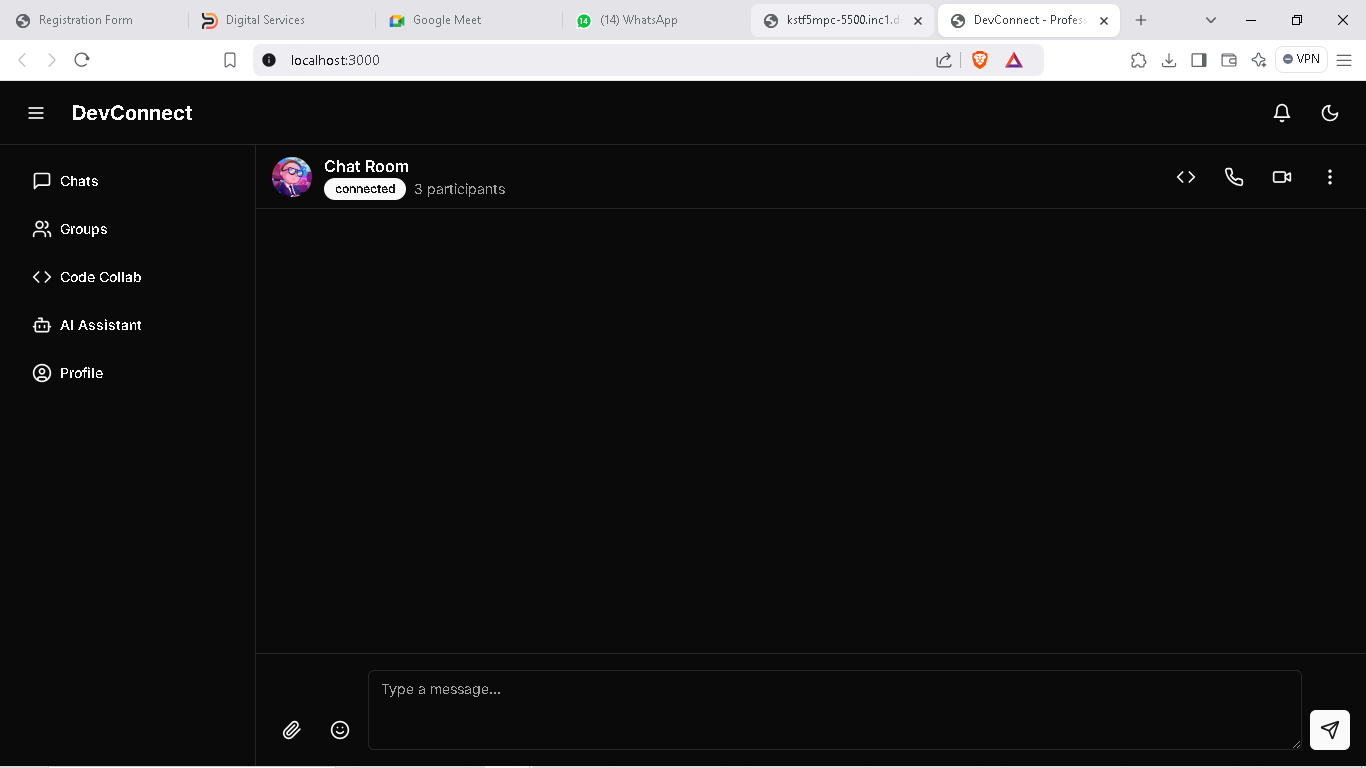 Registration Form
Digital Services
Google Meet
14
(14) WhatsApp
kstf5mpc-5500.inc1.d
DevConnect - Profes
localhost:3000
VPN
DevConnect
Chats
Groups
Code Collab
AI Assistant
Profile
Chat Room
connected 3 participants
Type a message...